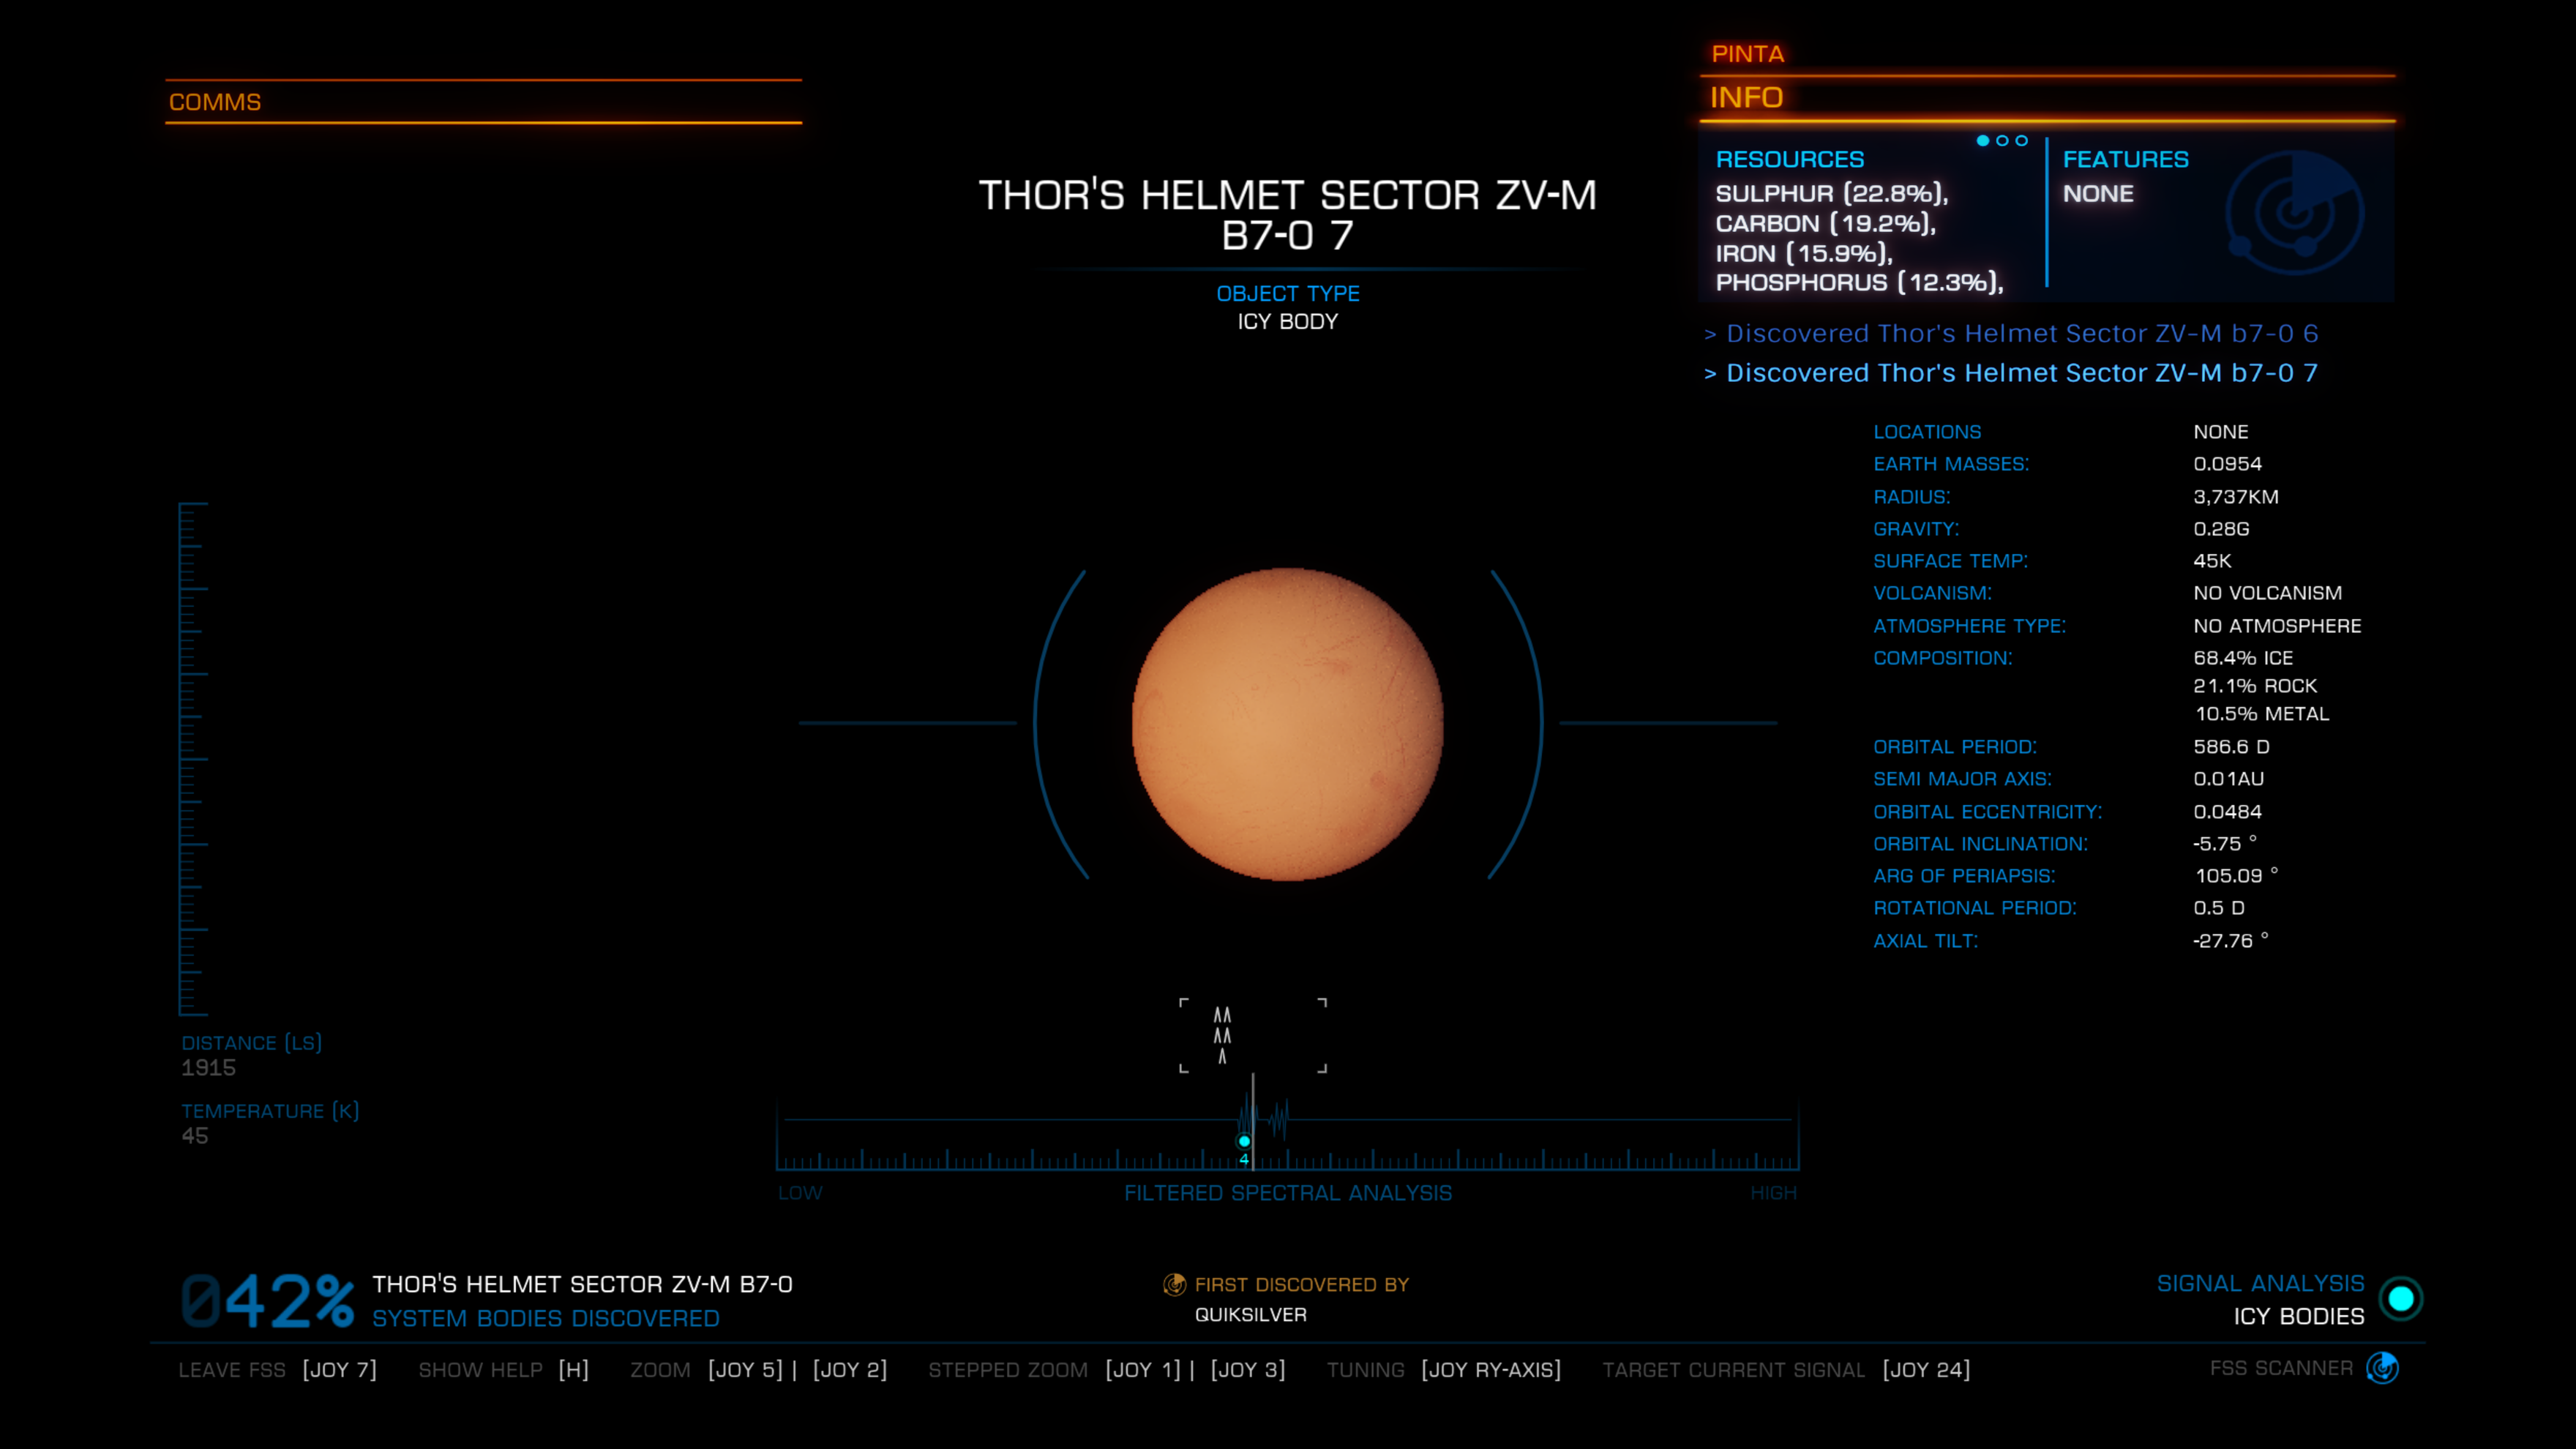 PINTA
COMMS
INFO
RESOURCES
SULPHUR (22.8%),
CARBON (19.2%),
IRON (15.9%),
PHOSPHORUS (12.3%),
FEATURES
NONE
THOR'S HELMET SECTOR ZV-M
B7-0 7
OBJECT TYPE
ICY BODY
> Discovered Thor's Helmet Sector ZV-M b7-0 6
> Discovered Thor's Helmet Sector ZV-M b7-0 7
LOCATIONS NONE
EARTH MASSES: 0.0954
RADIUS: 3,737KM
GRAVITY: 0.28G
SURFACE TEMP: 45K
VOLCANISM: NO VOLCANISM
ATMOSPHERE TYPE: NO ATMOSPHERE
COMPOSITION: 68.4% ICE
21.1% ROCK
10.5% METAL
ORBITAL PERIOD: 586.6 D
SEMI MAJOR AXIS: 0.01AU
ORBITAL ECCENTRICITY: 0.0484
ORBITAL INCLINATION: -5.75 °
ARG OF PERIAPSIS: 105.09 °
ROTATIONAL PERIOD: 0.5 D
AXIAL TILT: -27.76 °
DISTANCE (LS)
1915
TEMPERATURE (K)
45
4
LOW FILTERED SPECTRAL ANALYSIS HIGH
042% THOR'S HELMET SECTOR ZV-M B7-0
SYSTEM BODIES DISCOVERED
FIRST DISCOVERED BY
QUIKSILVER
SIGNAL ANALYSIS
ICY BODIES
LEAVE FSS [JOY 7] SHOW HELP [H] ZOOM [JOY 5] | [JOY 2] STEPPED ZOOM [JOY 1] | [JOY 3] TUNING [JOY RY-AXIS] TARGET CURRENT SIGNAL [JOY 24] FSS SCANNER